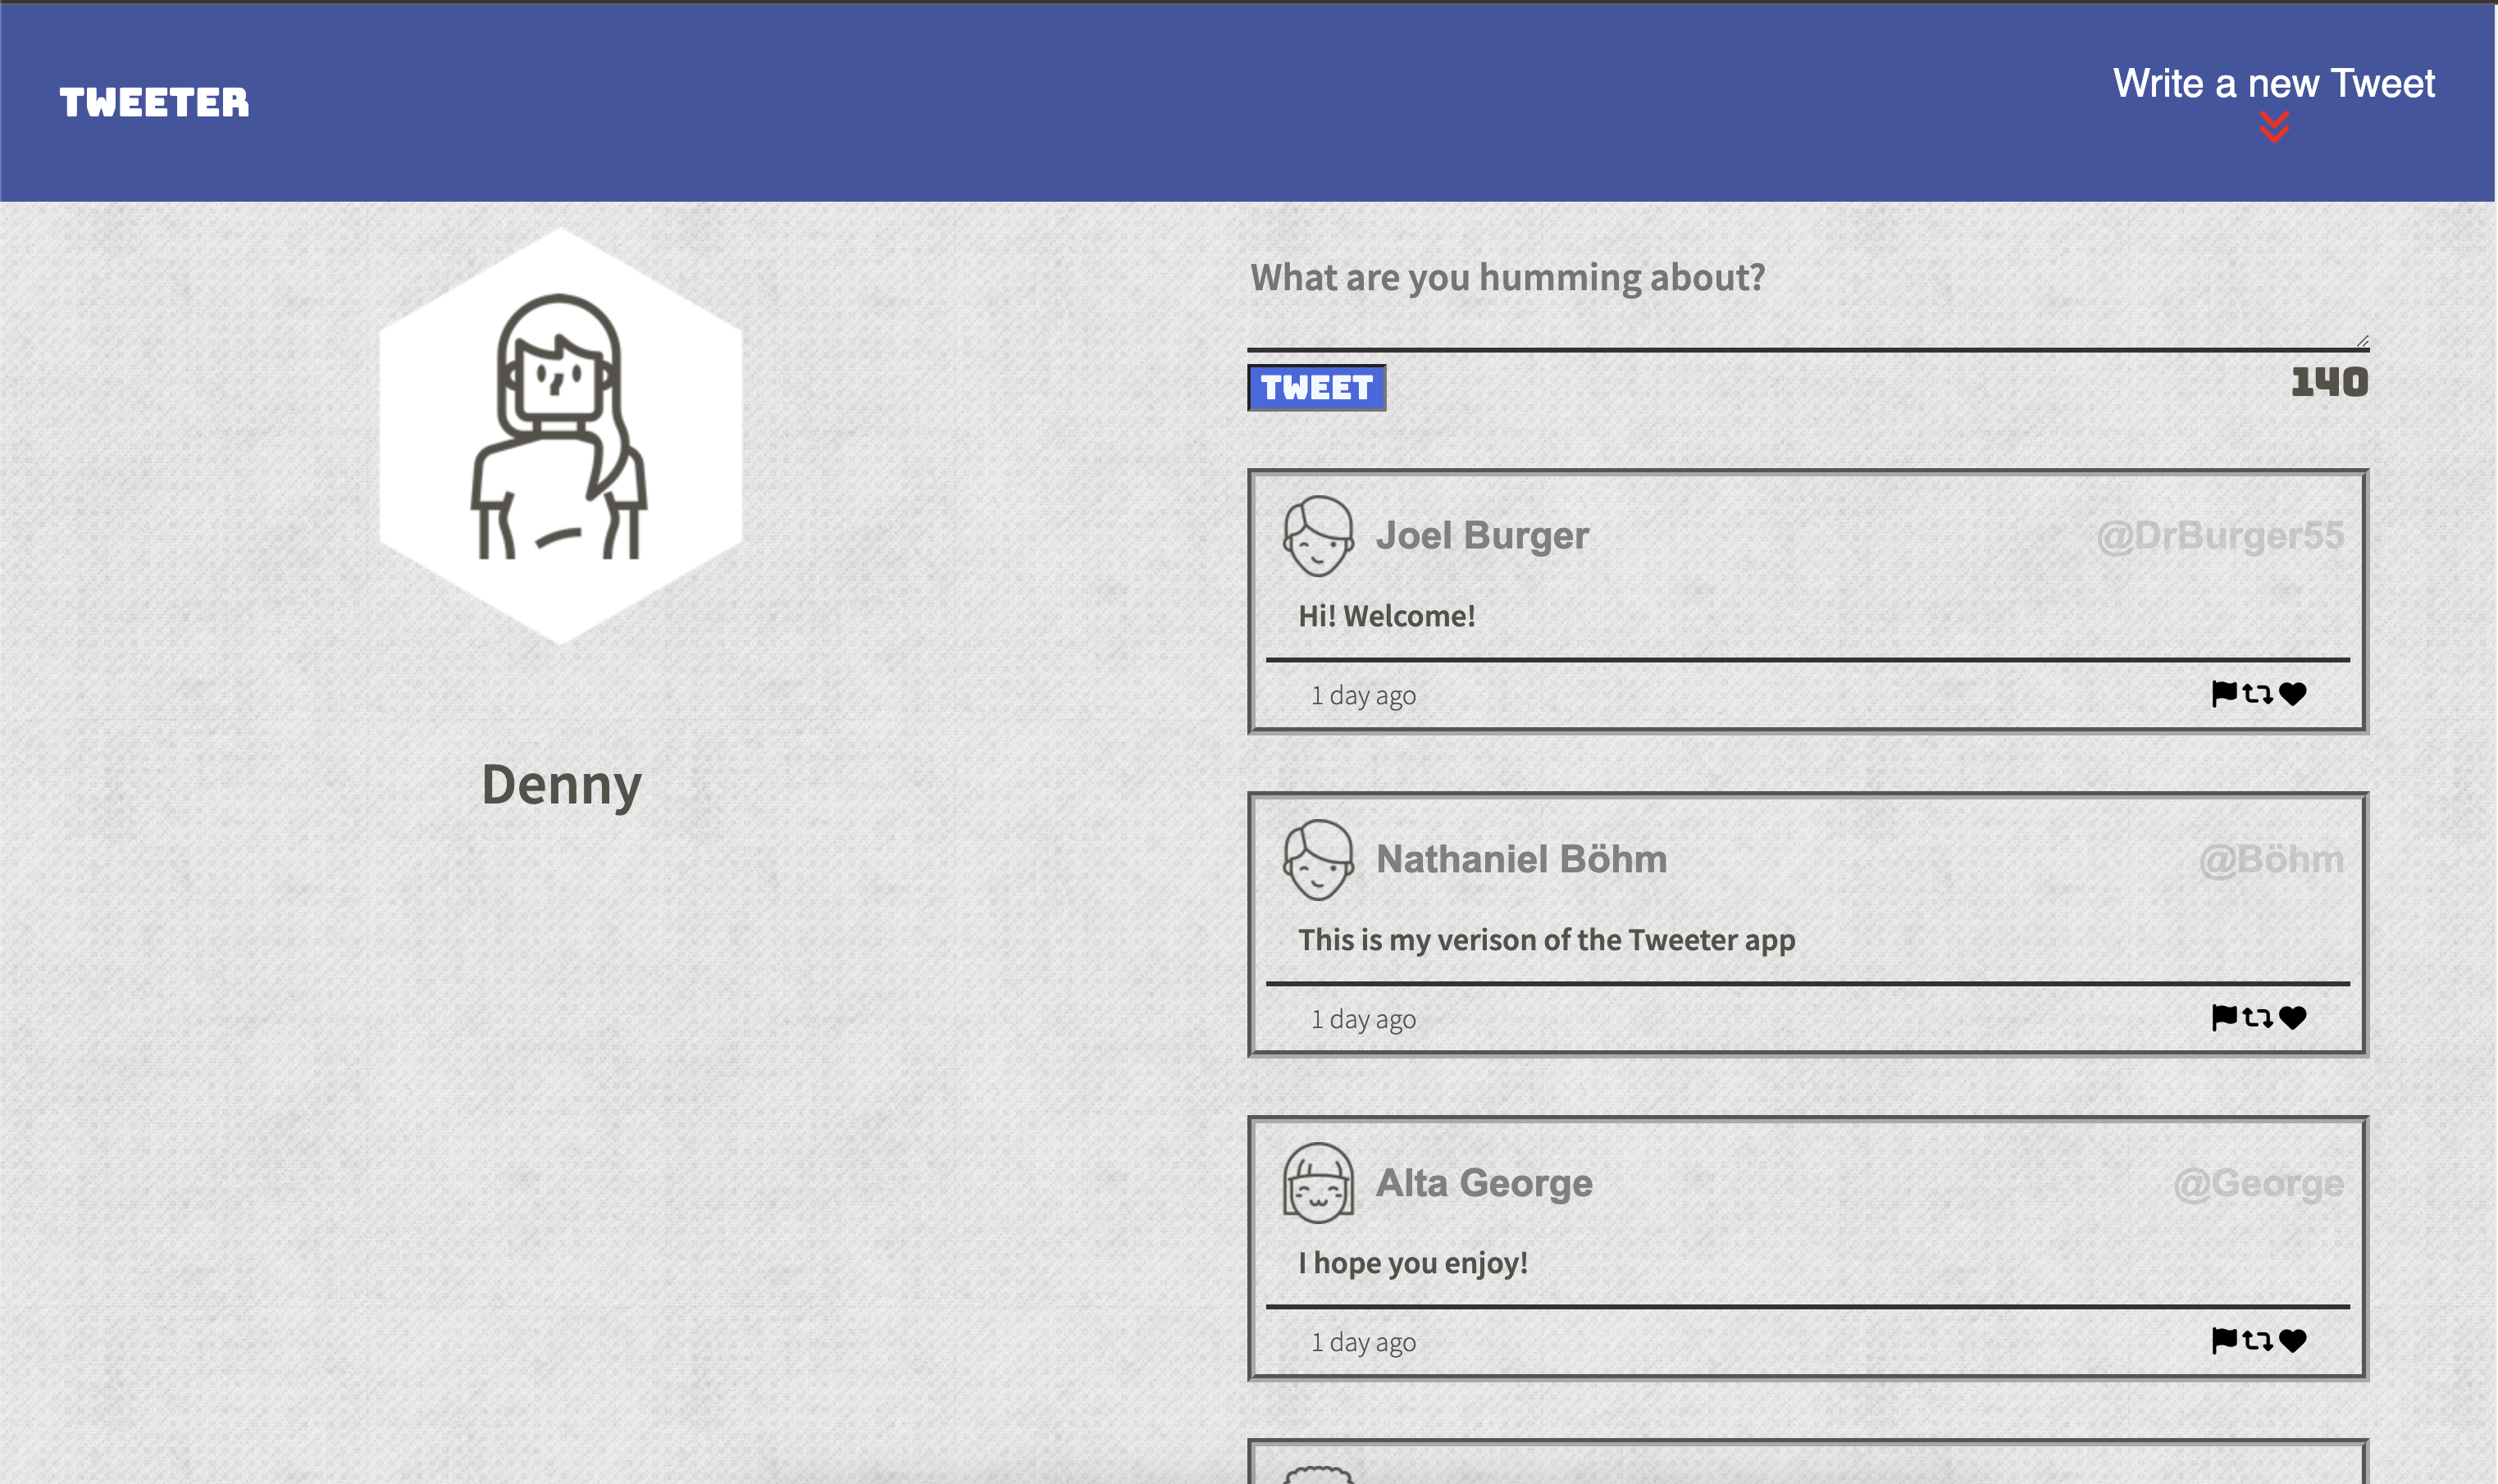 TWEETER
Write a new Tweet
Denny
What are you humming about?
TWEET
140
Joel Burger
@DrBurger55
Hi! Welcome!
1 day ago
Nathaniel Böhm
@Böhm
This is my verison of the Tweeter app
1 day ago
Alta George
@George
I hope you enjoy!
1 day ago